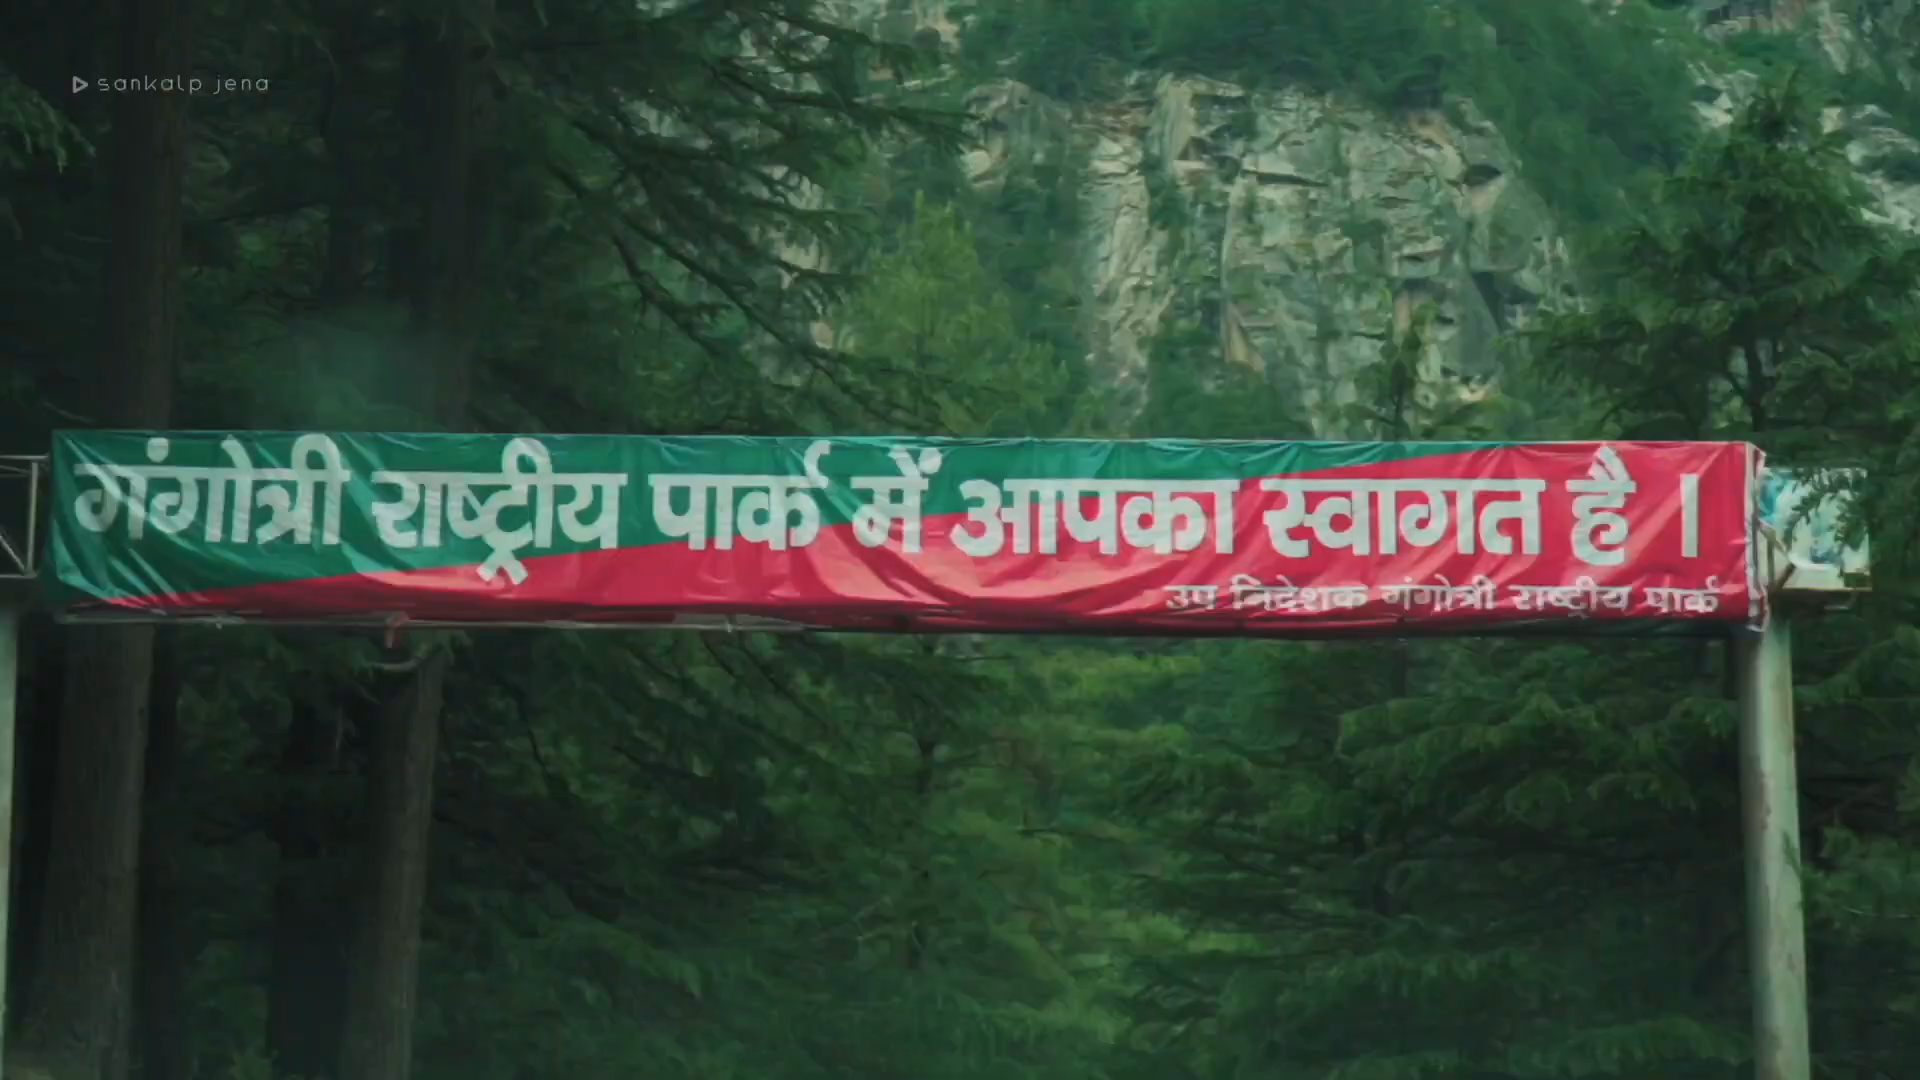 sankalp jena
गंगोत्री राष्ट्रीय पार्क में आपका स्वागत है ।
उप निदेशक गंगोत्री राष्ट्रीय पार्क